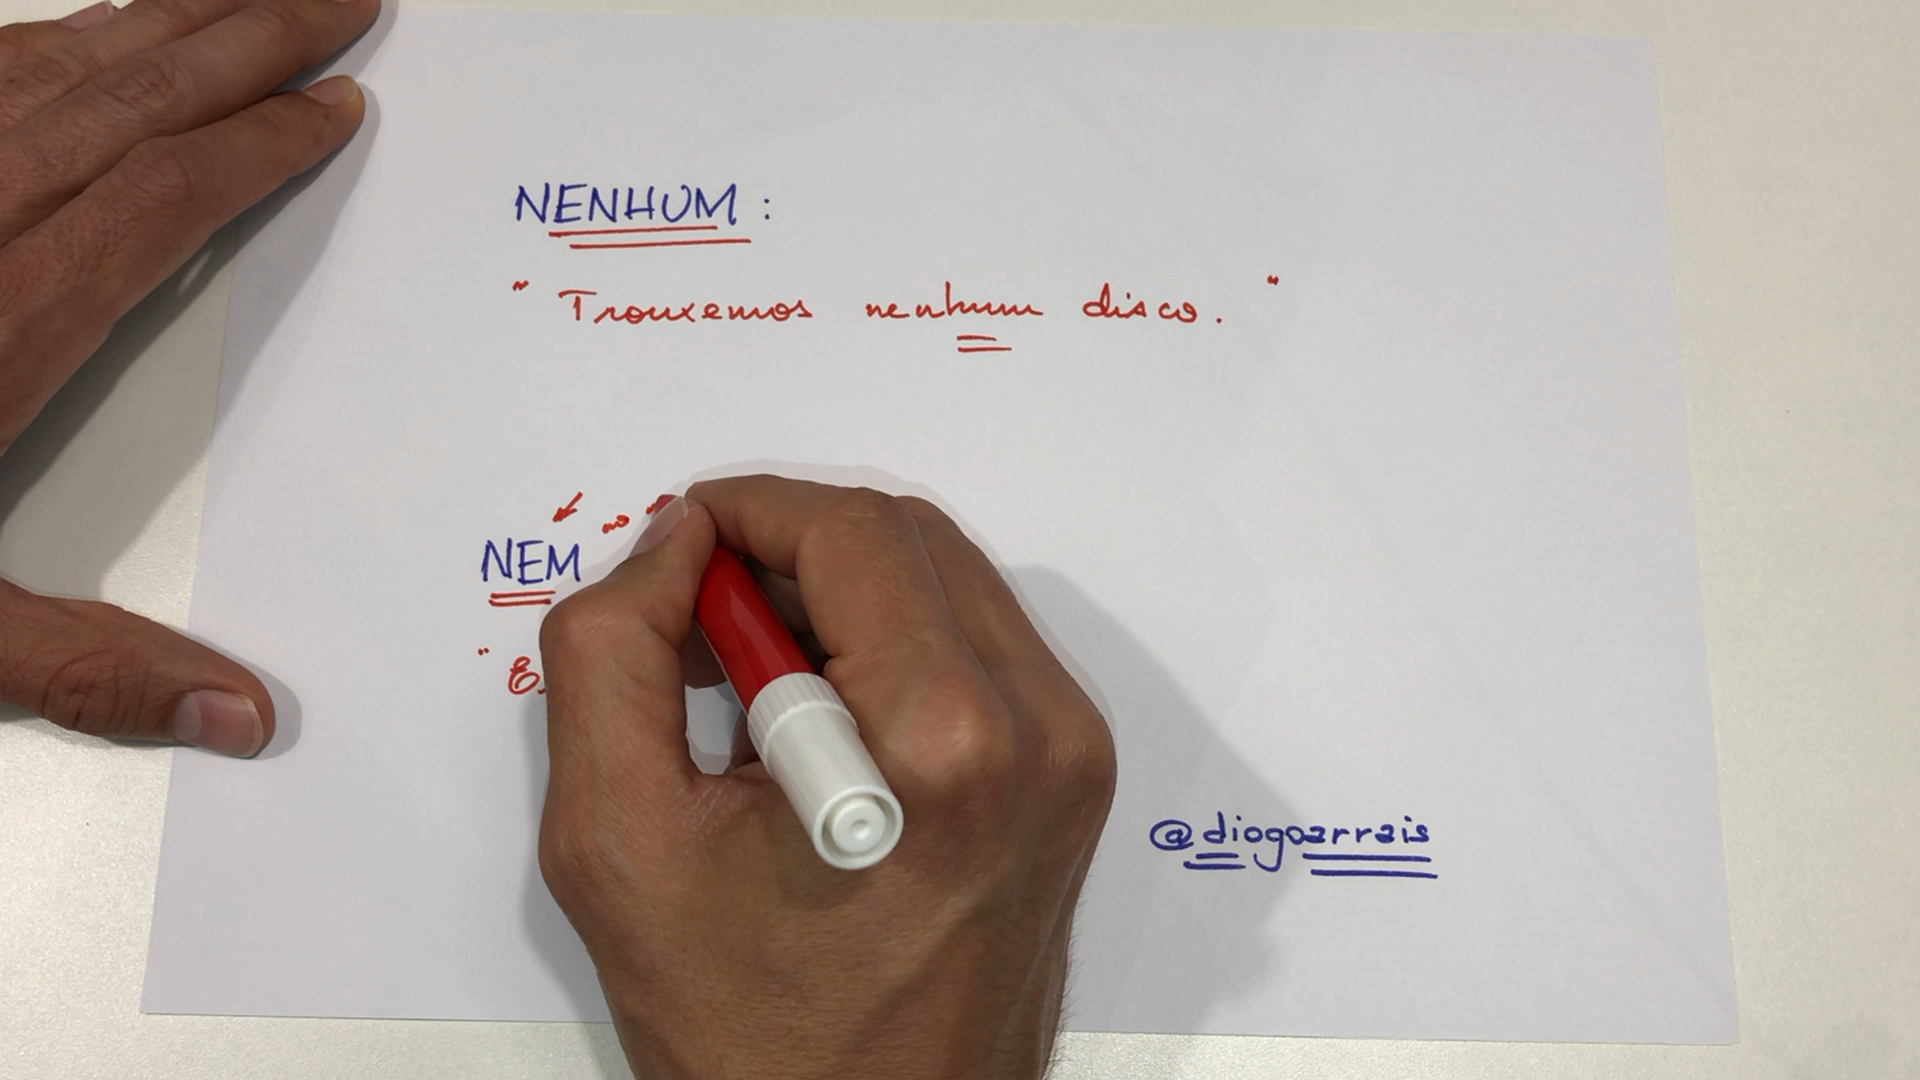 NENHUM :
" Trouxemos nenhum disco. "
NEM
"
@diogoarrais